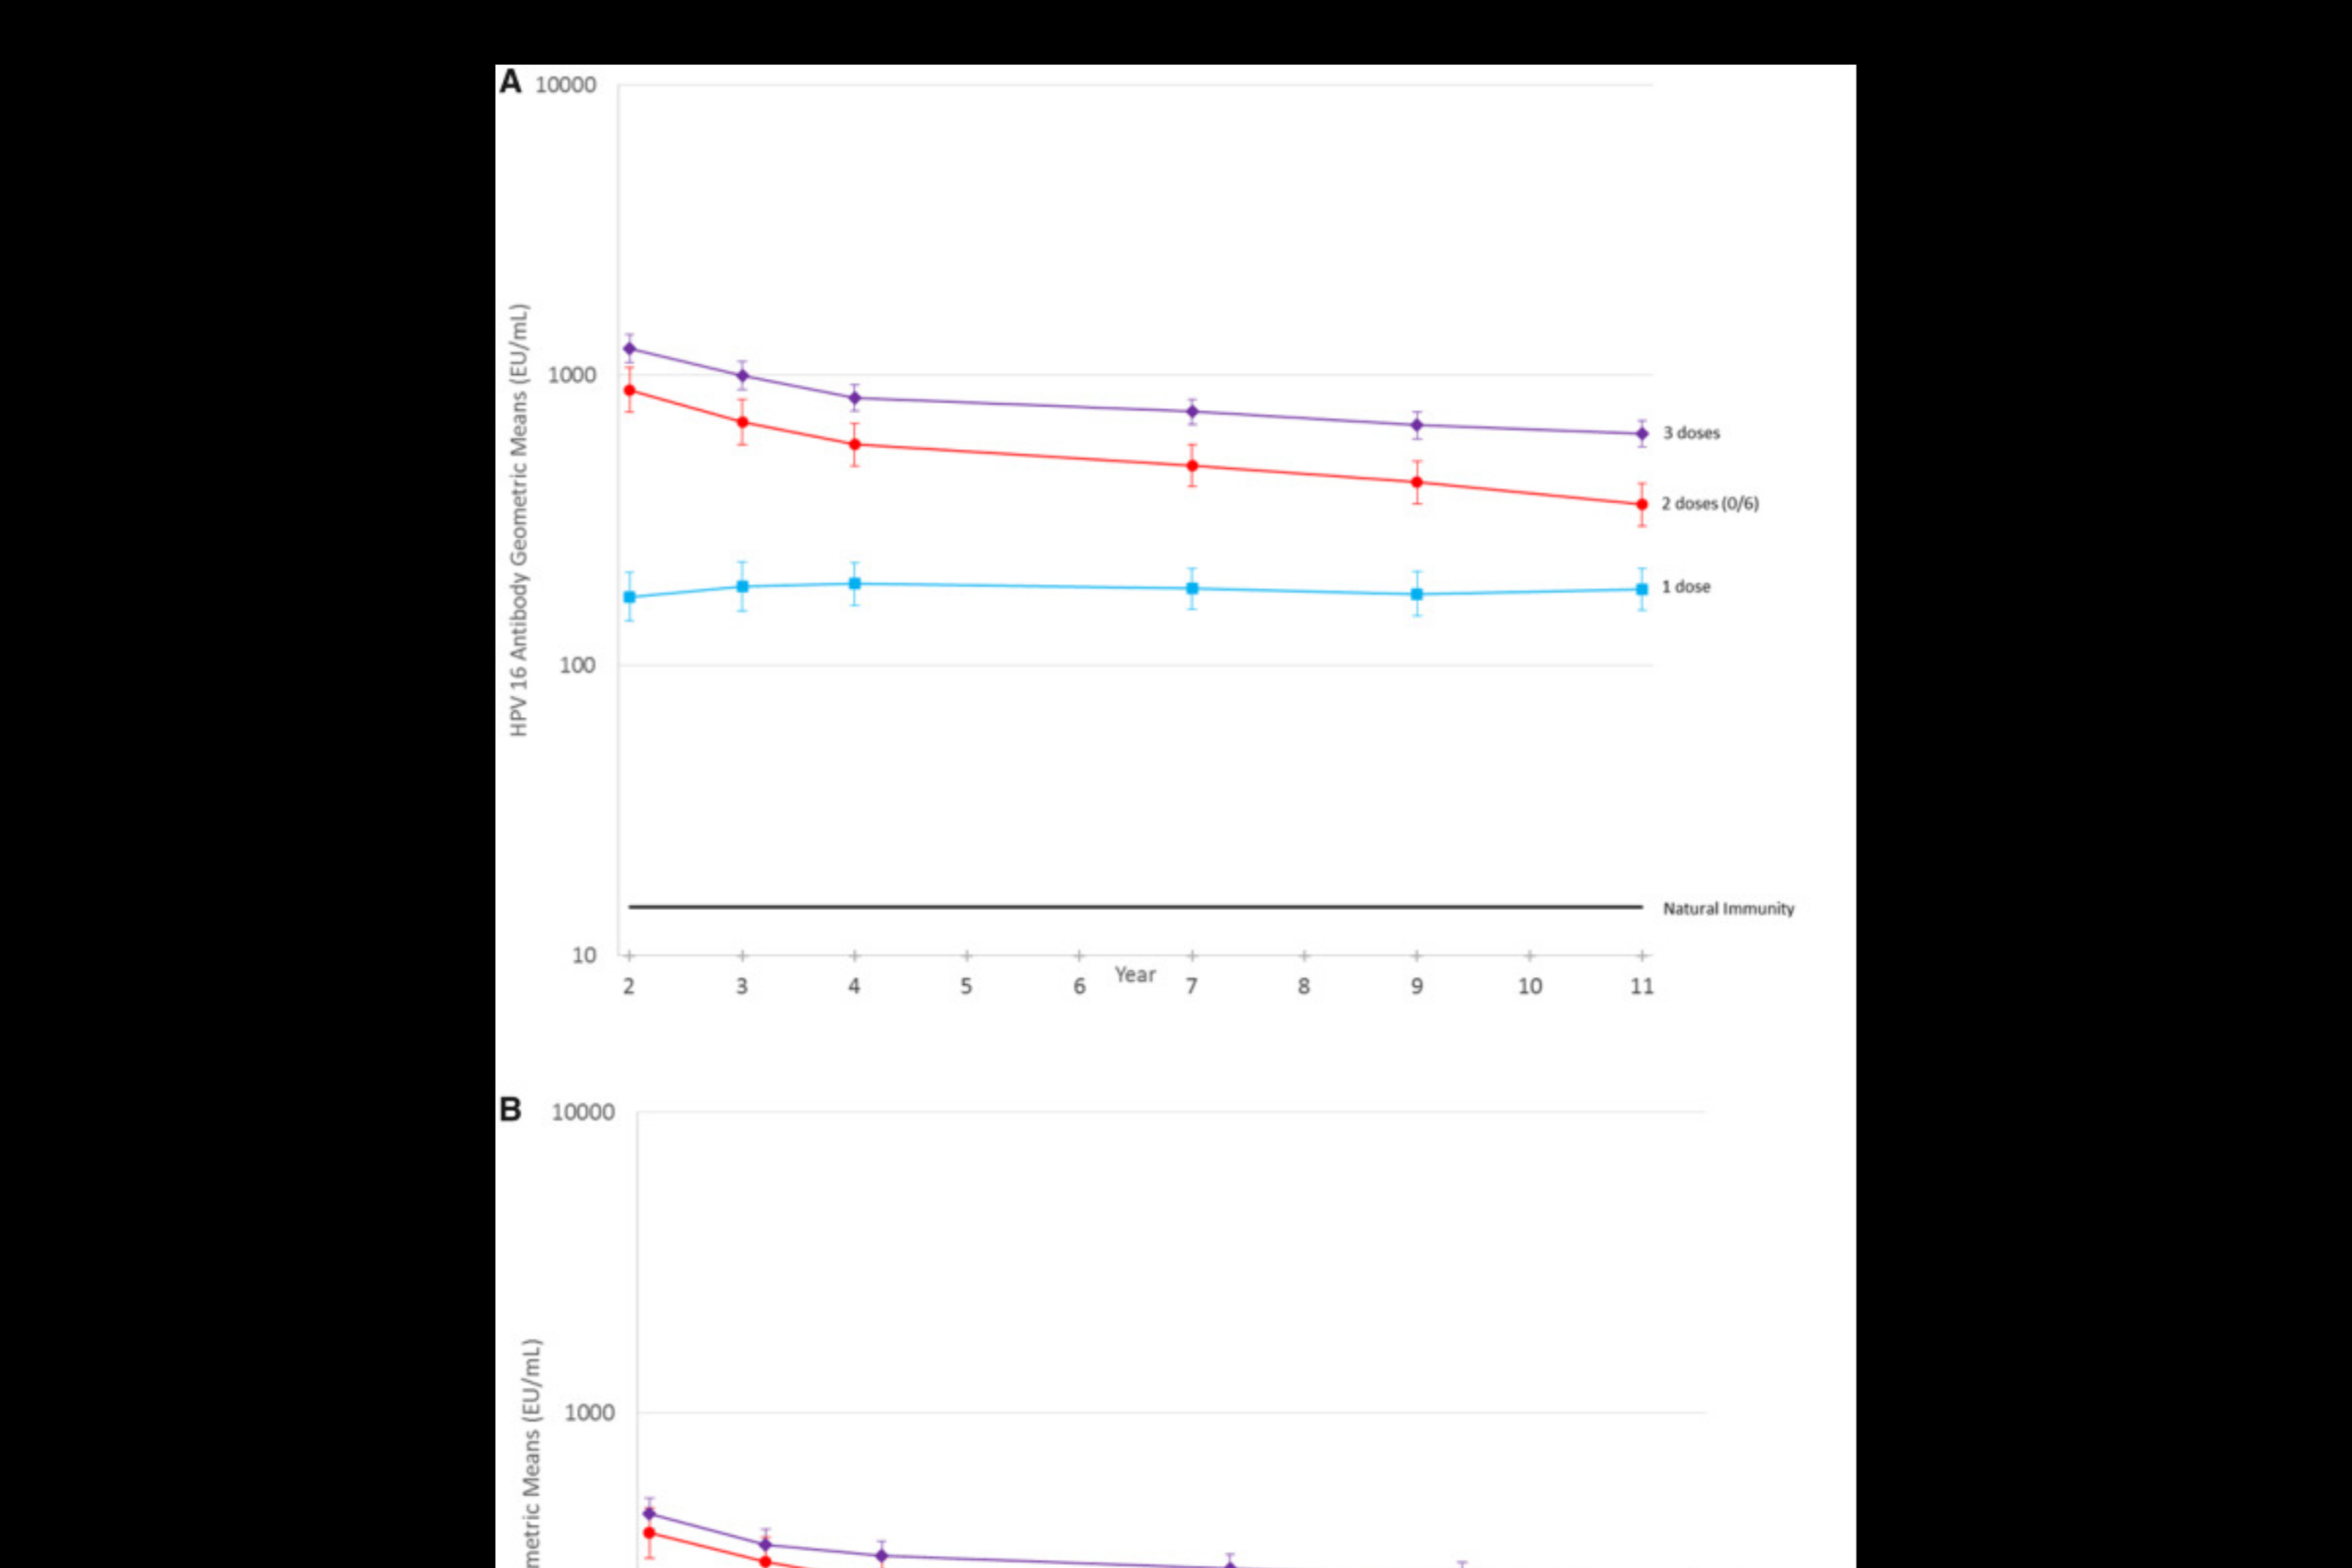 A
10000
1000
100
10
HPV 16 Antibody Geometric Means (EU/mL)
3 doses
2 doses (0/6)
1 dose
Natural Immunity
2 3 4 5 6 7 8 9 10 11
Year
B
10000
1000
metric Means (EU/mL)